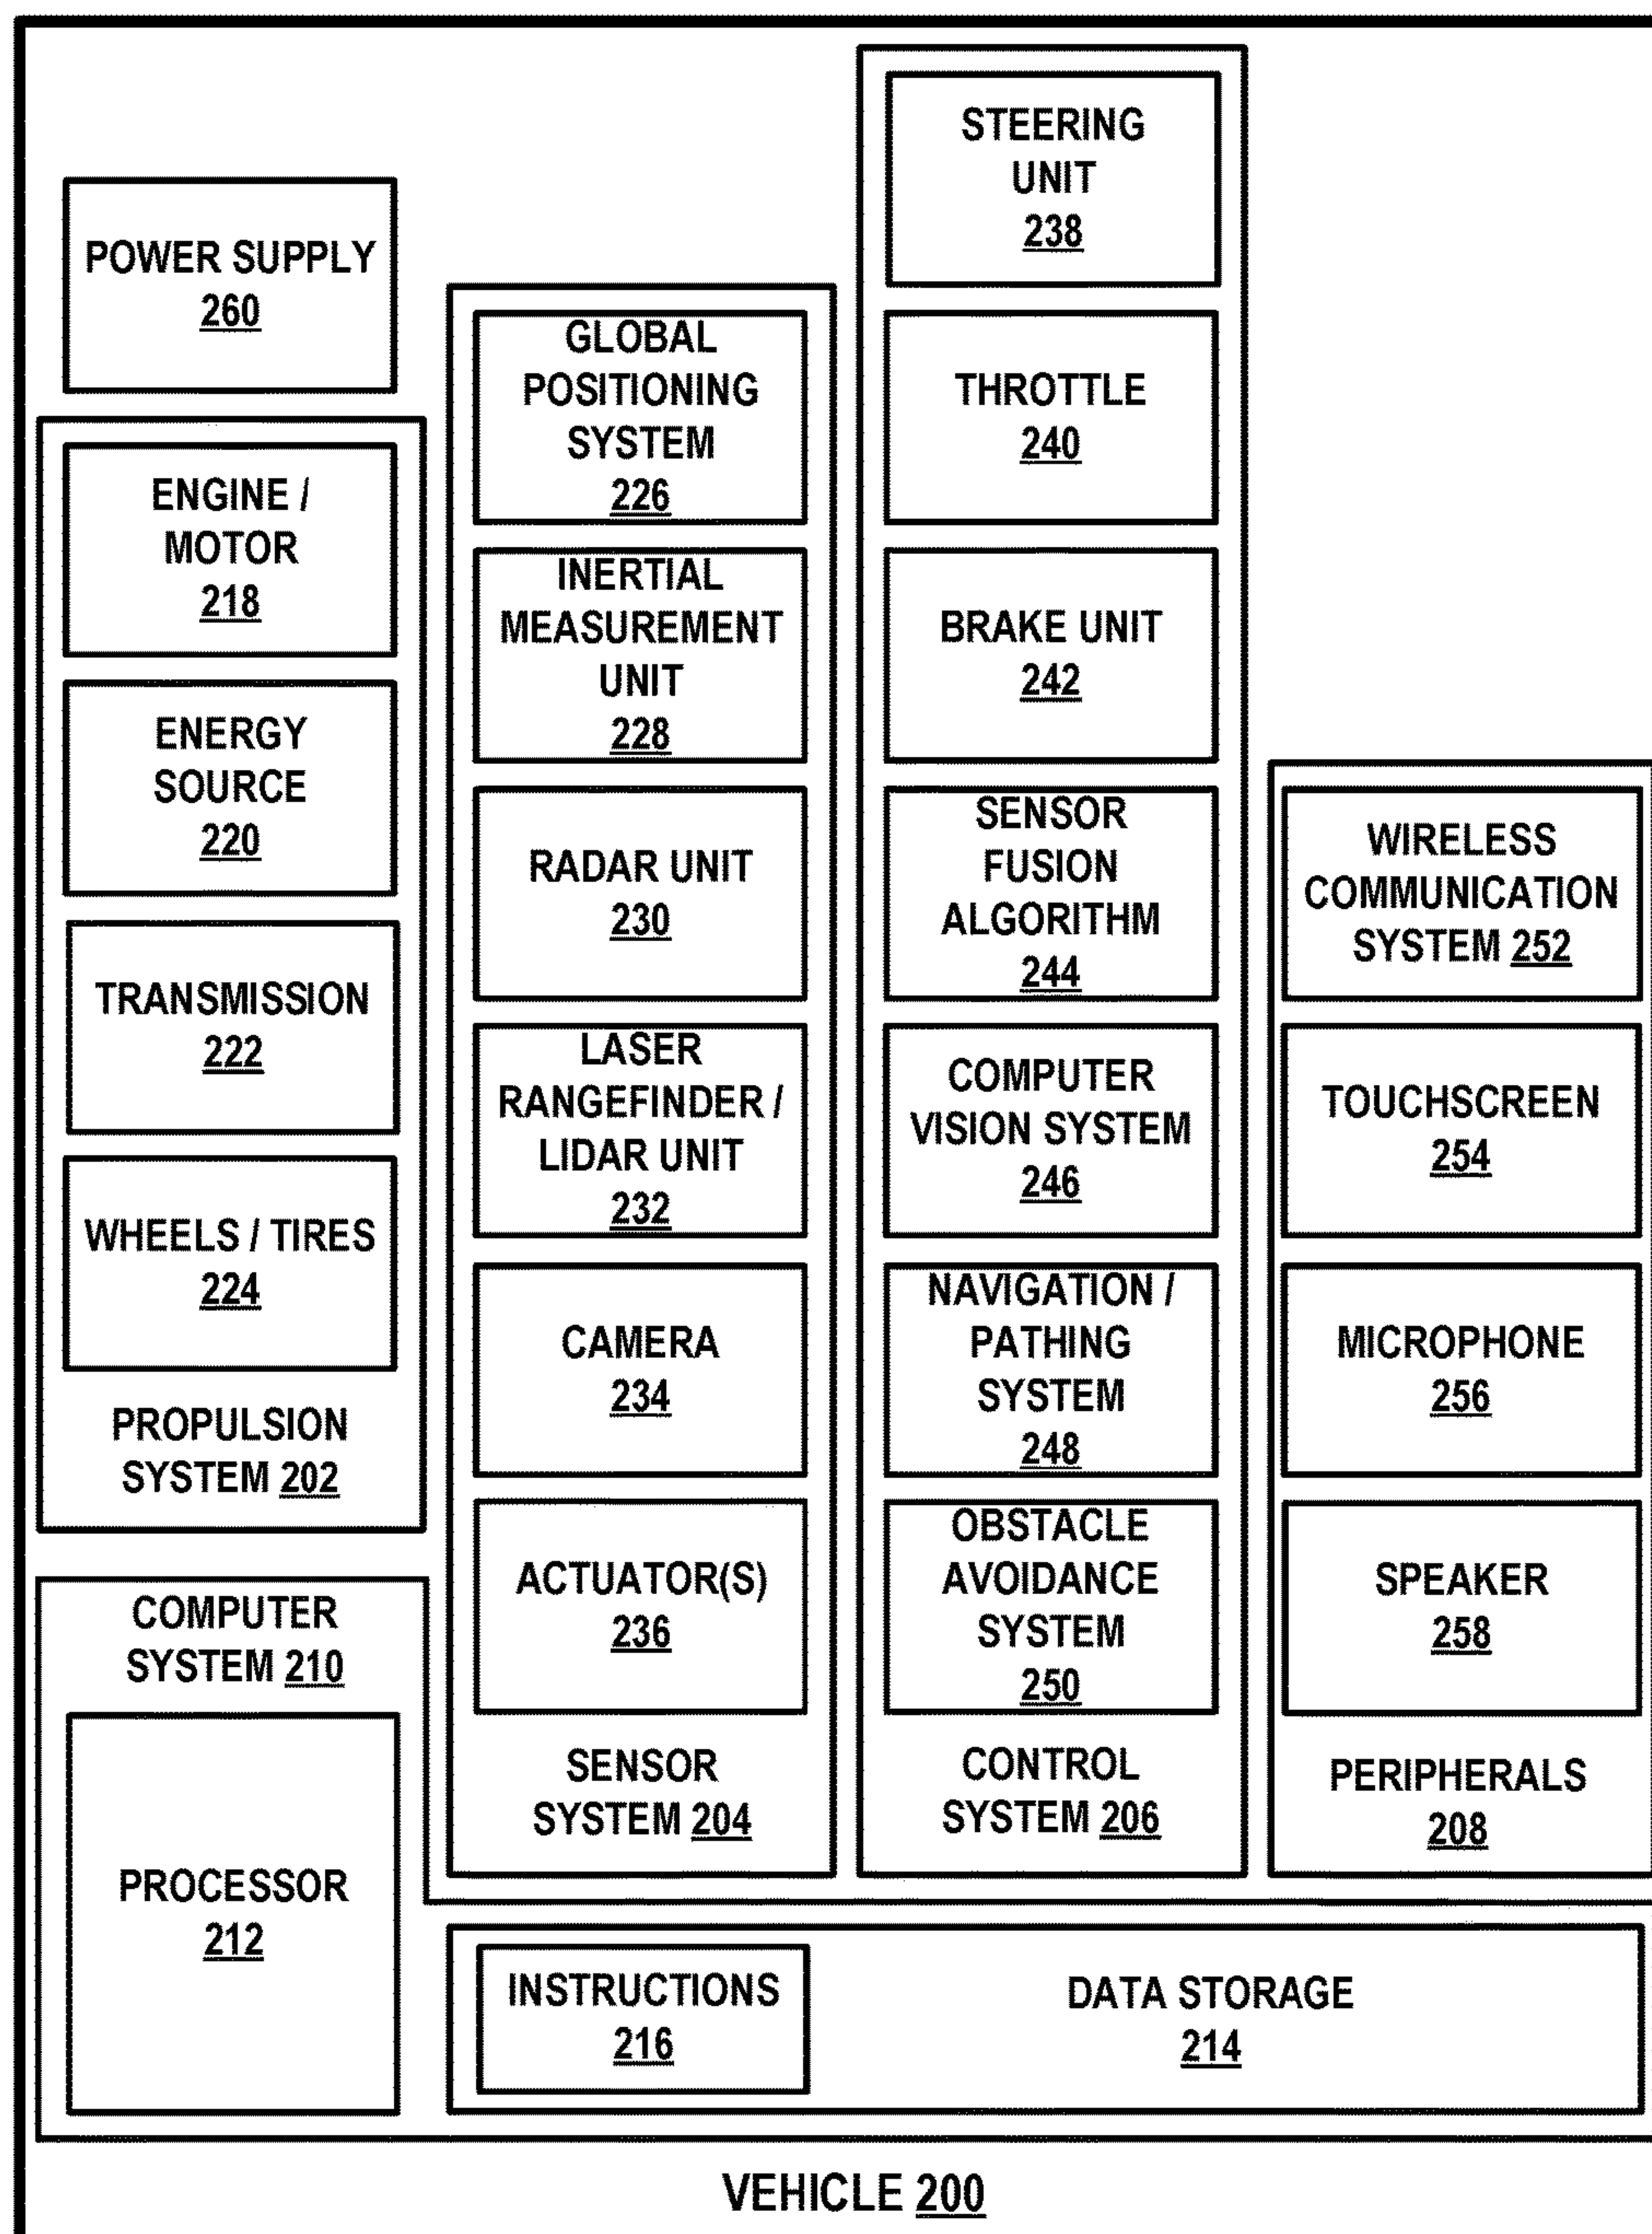 POWER SUPPLY
260
ENGINE /
MOTOR
218
ENERGY
SOURCE
220
TRANSMISSION
222
WHEELS / TIRES
224
PROPULSION
SYSTEM 202
GLOBAL
POSITIONING
SYSTEM
226
INERTIAL
MEASUREMENT
UNIT
228
RADAR UNIT
230
LASER
RANGEFINDER /
LIDAR UNIT
232
CAMERA
234
ACTUATOR(S)
236
SENSOR
SYSTEM 204
STEERING
UNIT
238
THROTTLE
240
BRAKE UNIT
242
SENSOR
FUSION
ALGORITHM
244
COMPUTER
VISION SYSTEM
246
NAVIGATION /
PATHING
SYSTEM
248
OBSTACLE
AVOIDANCE
SYSTEM
250
CONTROL
SYSTEM 206
WIRELESS
COMMUNICATION
SYSTEM 252
TOUCHSCREEN
254
MICROPHONE
256
SPEAKER
258
PERIPHERALS
208
COMPUTER
SYSTEM 210
PROCESSOR
212
INSTRUCTIONS
216
DATA STORAGE
214
VEHICLE 200